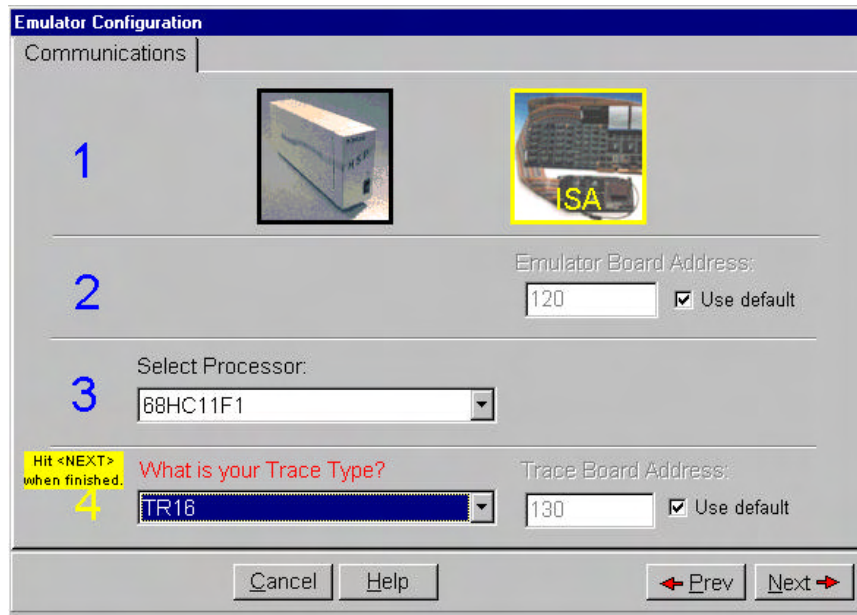 Emulator Configuration
Communications
1
HSP
ISA
2
Emulator Board Address:
120
Use default
3
Select Processor:
68HC11F1
Hit <NEXT>
when finished.
4
What is your Trace Type?
TR16
Trace Board Address:
130
Use default
Cancel
Help
Prev
Next